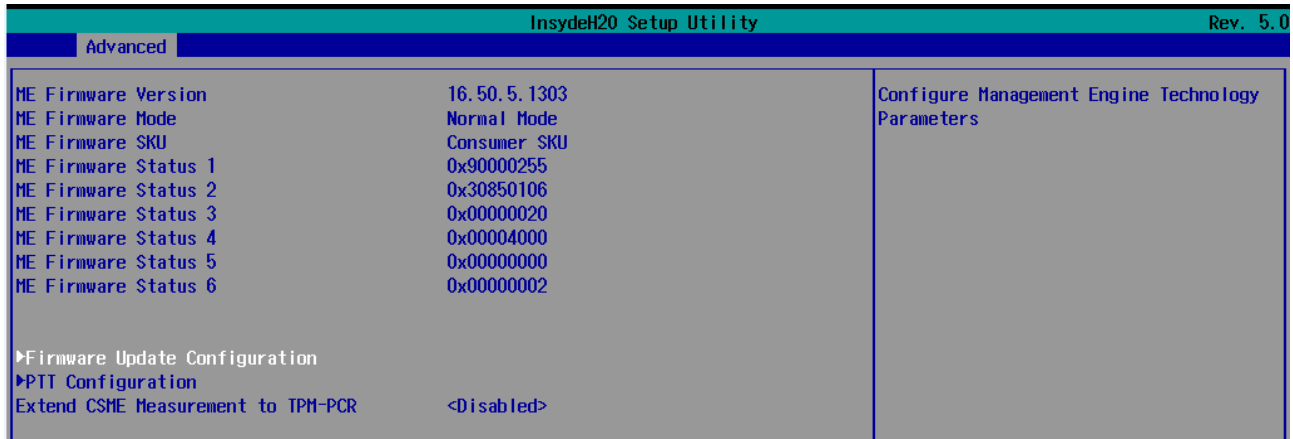 InsydeH20 Setup Utility Rev. 5.0
Advanced
ME Firmware Version 16.50.5.1303
ME Firmware Mode Normal Mode
ME Firmware SKU Consumer SKU
ME Firmware Status 1 0x90000255
ME Firmware Status 2 0x30850106
ME Firmware Status 3 0x00000020
ME Firmware Status 4 0x00004000
ME Firmware Status 5 0x00000000
ME Firmware Status 6 0x00000002
▶Firmware Update Configuration
▶PTT Configuration
Extend CSME Measurement to TPM-PCR <Disabled>
Configure Management Engine Technology
Parameters